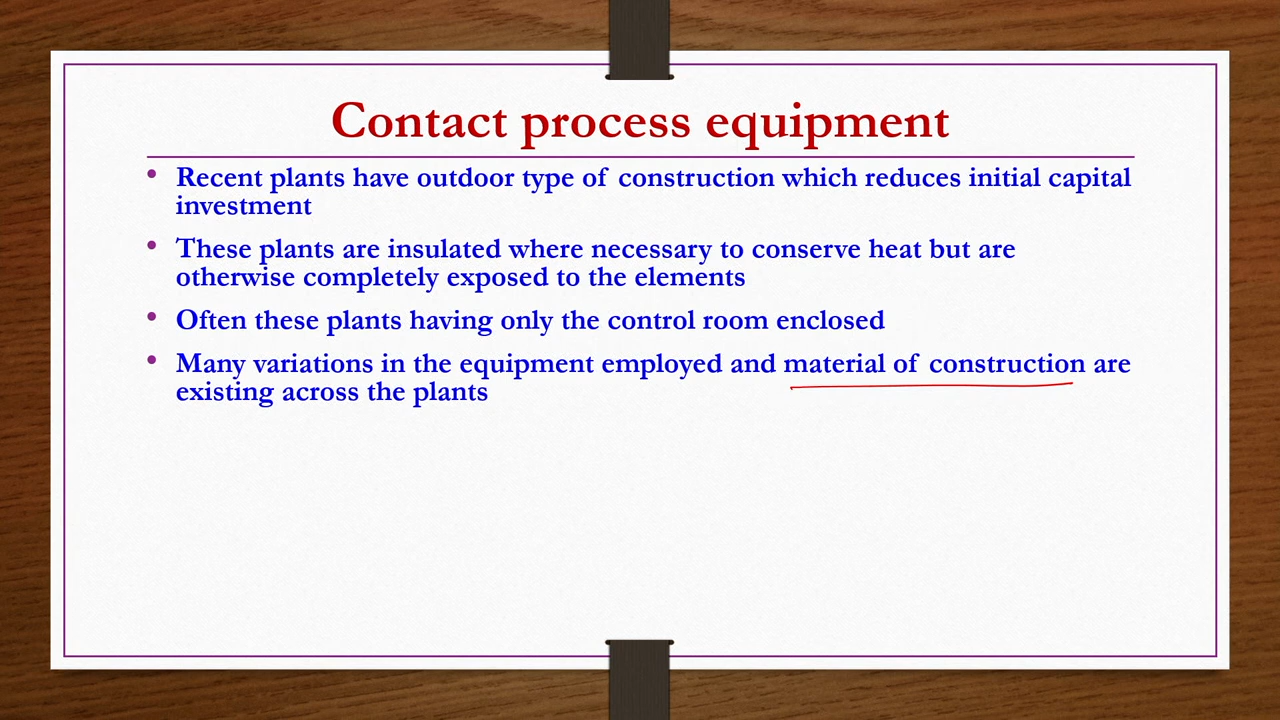 Contact process equipment
• Recent plants have outdoor type of construction which reduces initial capital
investment
• These plants are insulated where necessary to conserve heat but are
otherwise completely exposed to the elements
• Often these plants having only the control room enclosed
• Many variations in the equipment employed and material of construction are
existing across the plants